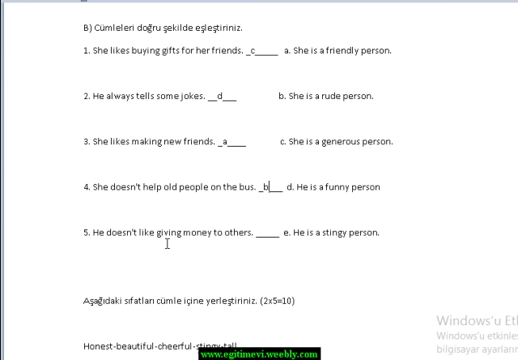 B) Cümleleri doğru şekilde eşleştiriniz.
1. She likes buying gifts for her friends. _c_____ a. She is a friendly person.
2. He always tells some jokes. __d___ b. She is a rude person.
3. She likes making new friends. _a____ c. She is a generous person.
4. She doesn't help old people on the bus. _b___ d. He is a funny person
5. He doesn't like giving money to others. _____ e. He is a stingy person.
Aşağıdaki sıfatları cümle içine yerleştiriniz. (2x5=10)
Windows'u Etk
Windows'u etkinleş
bilgisayar ayarların
Honest-beautiful-cheerful-stingy-tall
www.egitimevi.weebly.com